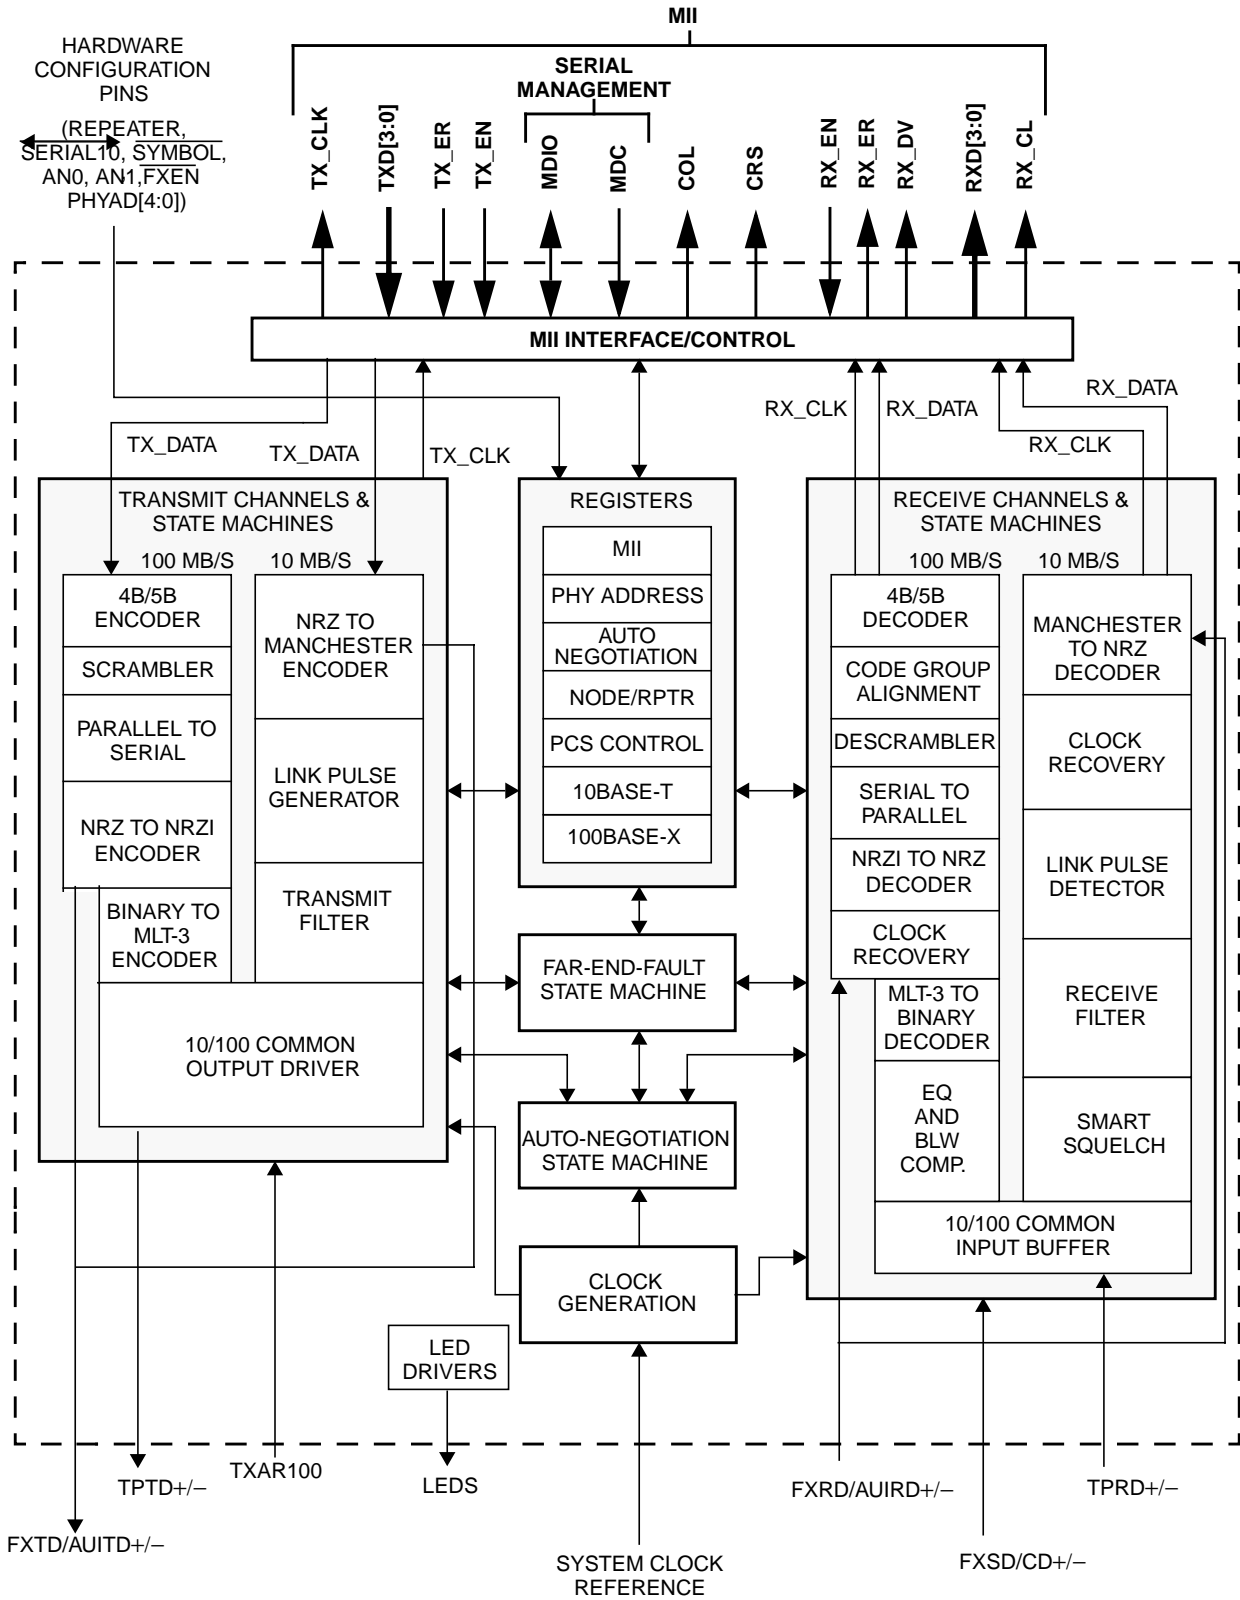 MII
HARDWARE
CONFIGURATION
PINS
(REPEATER,
SERIAL10, SYMBOL,
AN0, AN1,FXEN
PHYAD[4:0])
SERIAL
MANAGEMENT
TX_CLK
TXD[3:0]
TX_ER
TX_EN
MDIO
MDC
COL
CRS
RX_EN
RX_ER
RX_DV
RXD[3:0]
RX_CL
MII INTERFACE/CONTROL
TX_DATA
TX_DATA
TX_CLK
RX_CLK
RX_DATA
RX_CLK
RX_DATA
TRANSMIT CHANNELS &
STATE MACHINES
100 MB/S
10 MB/S
4B/5B
ENCODER
SCRAMBLER
PARALLEL TO
SERIAL
NRZ TO NRZI
ENCODER
BINARY TO
MLT-3
ENCODER
NRZ TO
MANCHESTER
ENCODER
LINK PULSE
GENERATOR
TRANSMIT
FILTER
10/100 COMMON
OUTPUT DRIVER
REGISTERS
MII
PHY ADDRESS
AUTO
NEGOTIATION
NODE/RPTR
PCS CONTROL
10BASE-T
100BASE-X
FAR-END-FAULT
STATE MACHINE
AUTO-NEGOTIATION
STATE MACHINE
CLOCK
GENERATION
RECEIVE CHANNELS &
STATE MACHINES
100 MB/S
10 MB/S
4B/5B
DECODER
CODE GROUP
ALIGNMENT
DESCRAMBLER
SERIAL TO
PARALLEL
NRZI TO NRZ
DECODER
CLOCK
RECOVERY
MLT-3 TO
BINARY
DECODER
EQ
AND
BLW
COMP.
MANCHESTER
TO NRZ
DECODER
CLOCK
RECOVERY
LINK PULSE
DETECTOR
RECEIVE
FILTER
SMART
SQUELCH
10/100 COMMON
INPUT BUFFER
LED
DRIVERS
TPTD+/−
TXAR100
LEDS
FXRD/AUIRD+/−
TPRD+/−
FXTD/AUITD+/−
SYSTEM CLOCK
REFERENCE
FXSD/CD+/−